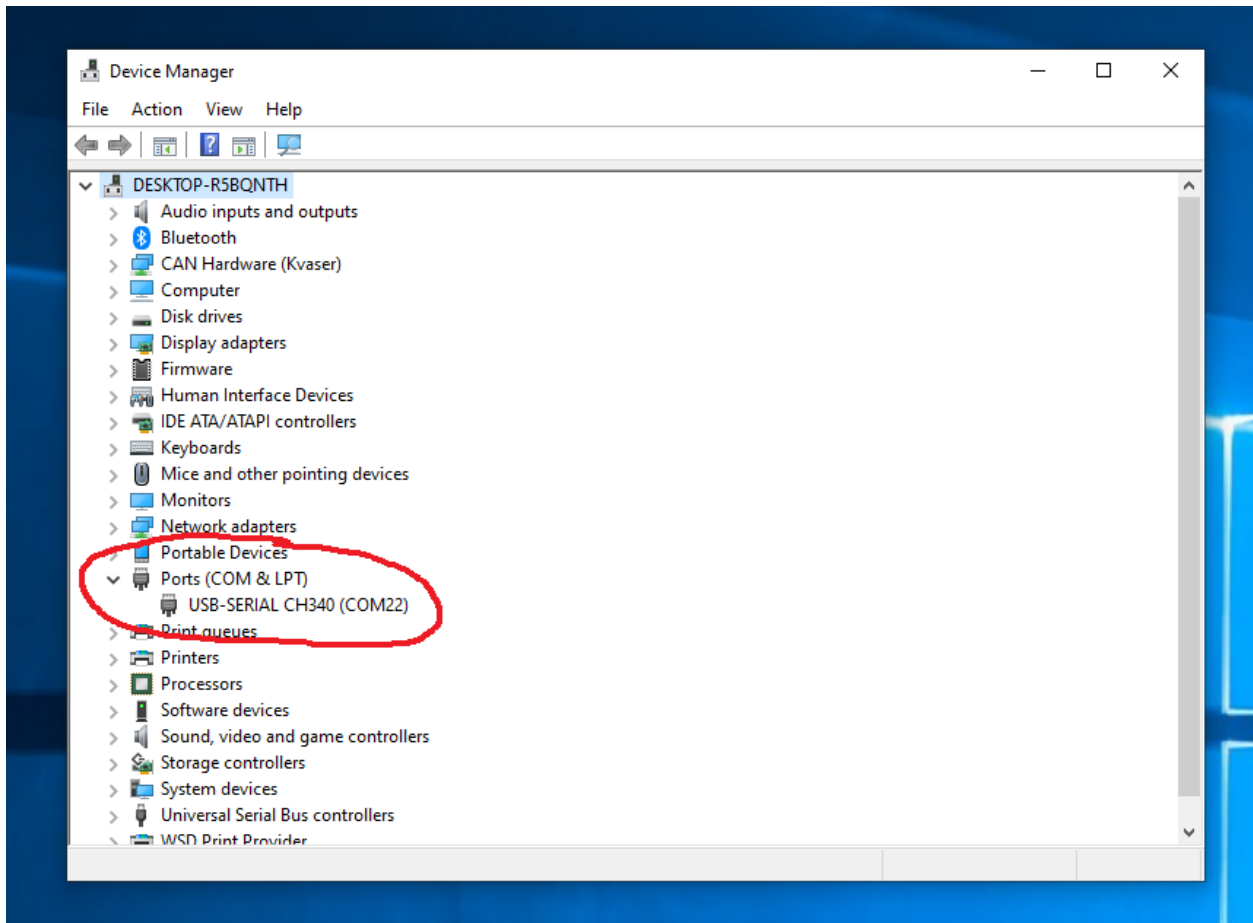 Device Manager
File Action View Help
DESKTOP-R5BQNTH
Audio inputs and outputs
Bluetooth
CAN Hardware (Kvaser)
Computer
Disk drives
Display adapters
Firmware
Human Interface Devices
IDE ATA/ATAPI controllers
Keyboards
Mice and other pointing devices
Monitors
Network adapters
Portable Devices
Ports (COM & LPT)
USB-SERIAL CH340 (COM22)
Print queues
Printers
Processors
Software devices
Sound, video and game controllers
Storage controllers
System devices
Universal Serial Bus controllers
WSD Print Provider